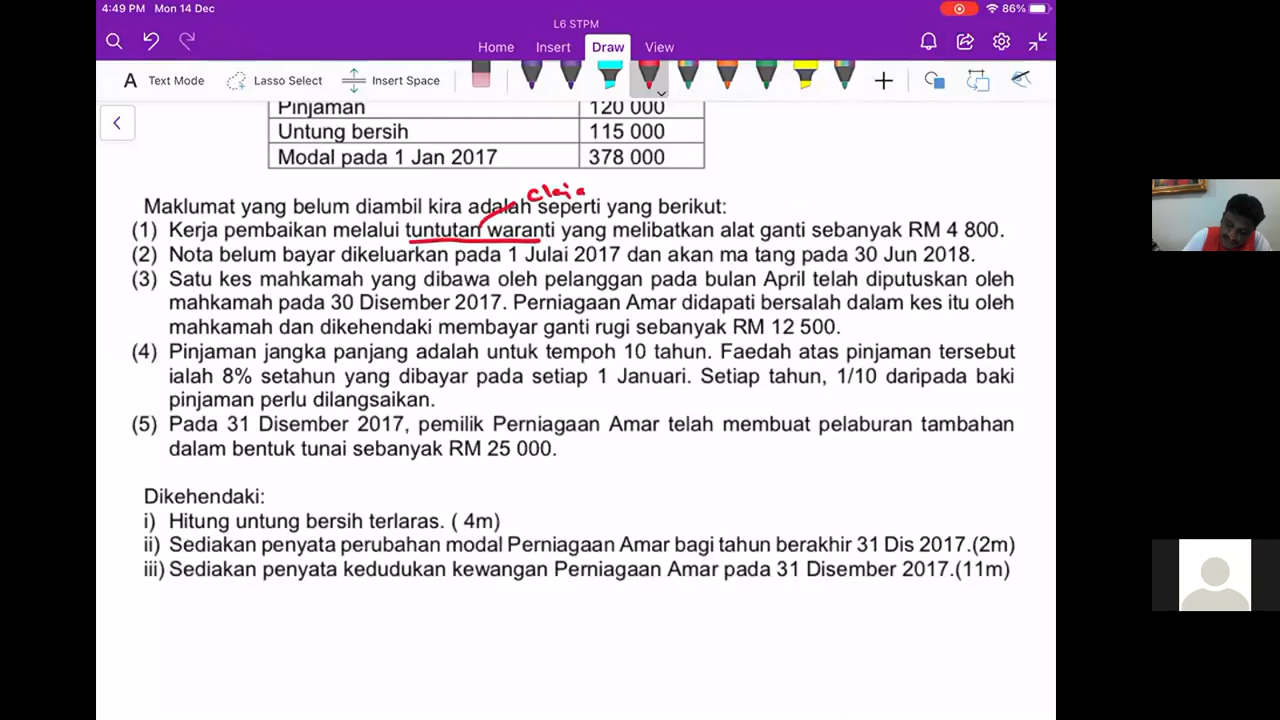 4:49 PM Mon 14 Dec
86%
L6 STPM
Home Insert Draw View
Text Mode Lasso Select Insert Space
Pinjaman 120 000
Untung bersih 115 000
Modal pada 1 Jan 2017 378 000
Maklumat yang belum diambil kira adalah seperti yang berikut:
(1) Kerja pembaikan melalui tuntutan waranti yang melibatkan alat ganti sebanyak RM 4 800.
(2) Nota belum bayar dikeluarkan pada 1 Julai 2017 dan akan ma tang pada 30 Jun 2018.
(3) Satu kes mahkamah yang dibawa oleh pelanggan pada bulan April telah diputuskan oleh
mahkamah pada 30 Disember 2017. Perniagaan Amar didapati bersalah dalam kes itu oleh
mahkamah dan dikehendaki membayar ganti rugi sebanyak RM 12 500.
(4) Pinjaman jangka panjang adalah untuk tempoh 10 tahun. Faedah atas pinjaman tersebut
ialah 8% setahun yang dibayar pada setiap 1 Januari. Setiap tahun, 1/10 daripada baki
pinjaman perlu dilangsaikan.
(5) Pada 31 Disember 2017, pemilik Perniagaan Amar telah membuat pelaburan tambahan
dalam bentuk tunai sebanyak RM 25 000.
Dikehendaki:
i) Hitung untung bersih terlaras. ( 4m)
ii) Sediakan penyata perubahan modal Perniagaan Amar bagi tahun berakhir 31 Dis 2017.(2m)
iii) Sediakan penyata kedudukan kewangan Perniagaan Amar pada 31 Disember 2017.(11m)